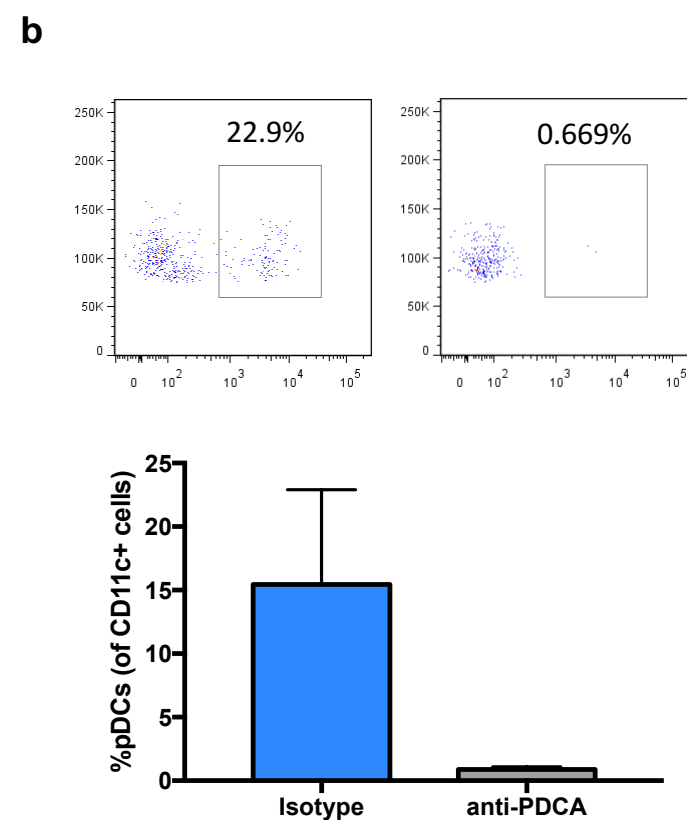 b
22.9%
0.669%
250K
200K
150K
100K
50K
0
0 10^2 10^3 10^4 10^5
250K
200K
150K
100K
50K
0
0 10^2 10^3 10^4 10^5
%pDCs (of CD11c+ cells)
25
20
15
10
5
0
Isotype anti-PDCA